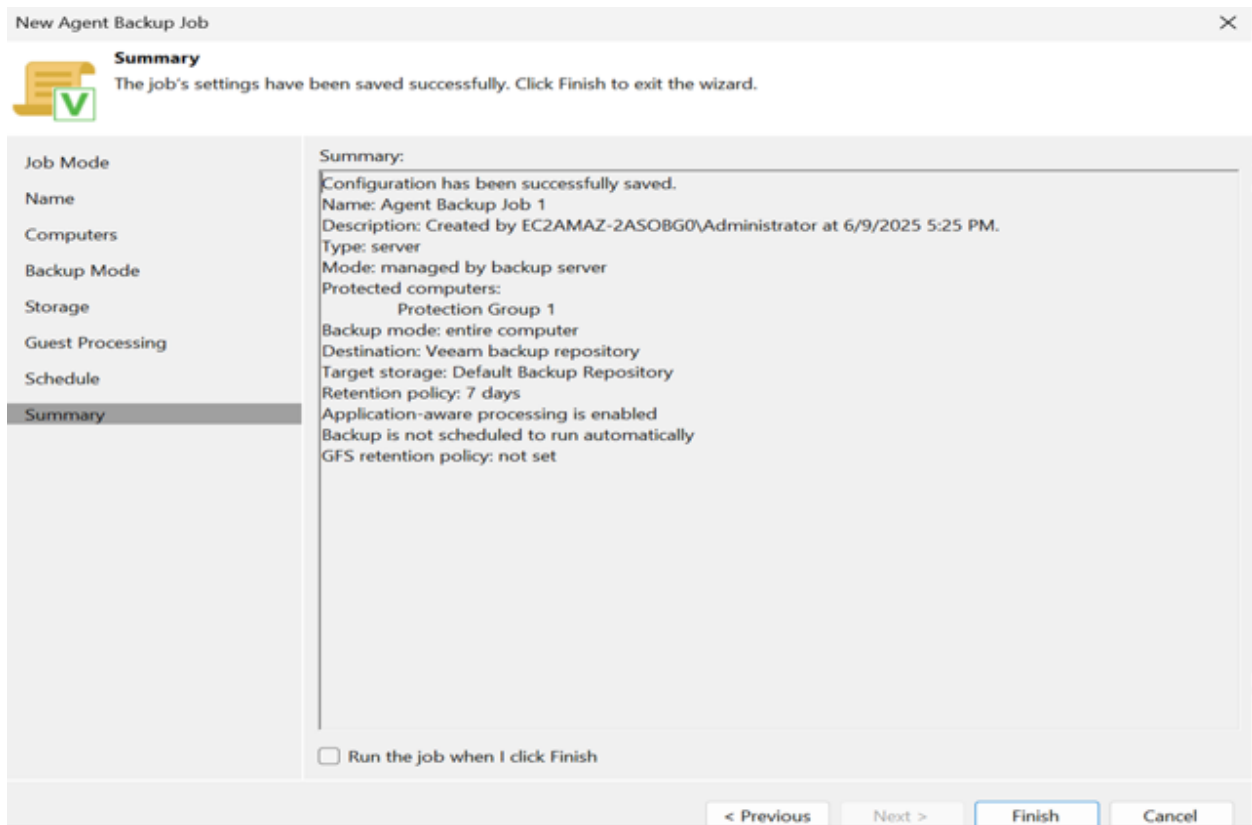 New Agent Backup Job
Summary
The job's settings have been saved successfully. Click Finish to exit the wizard.
V
Job Mode
Name
Computers
Backup Mode
Storage
Guest Processing
Schedule
Summary
Summary:
Configuration has been successfully saved.
Name: Agent Backup Job 1
Description: Created by EC2AMAZ-2ASOBG0\Administrator at 6/9/2025 5:25 PM.
Type: server
Mode: managed by backup server
Protected computers:
Protection Group 1
Backup mode: entire computer
Destination: Veeam backup repository
Target storage: Default Backup Repository
Retention policy: 7 days
Application-aware processing is enabled
Backup is not scheduled to run automatically
GFS retention policy: not set
Run the job when I click Finish
< Previous
Next >
Finish
Cancel